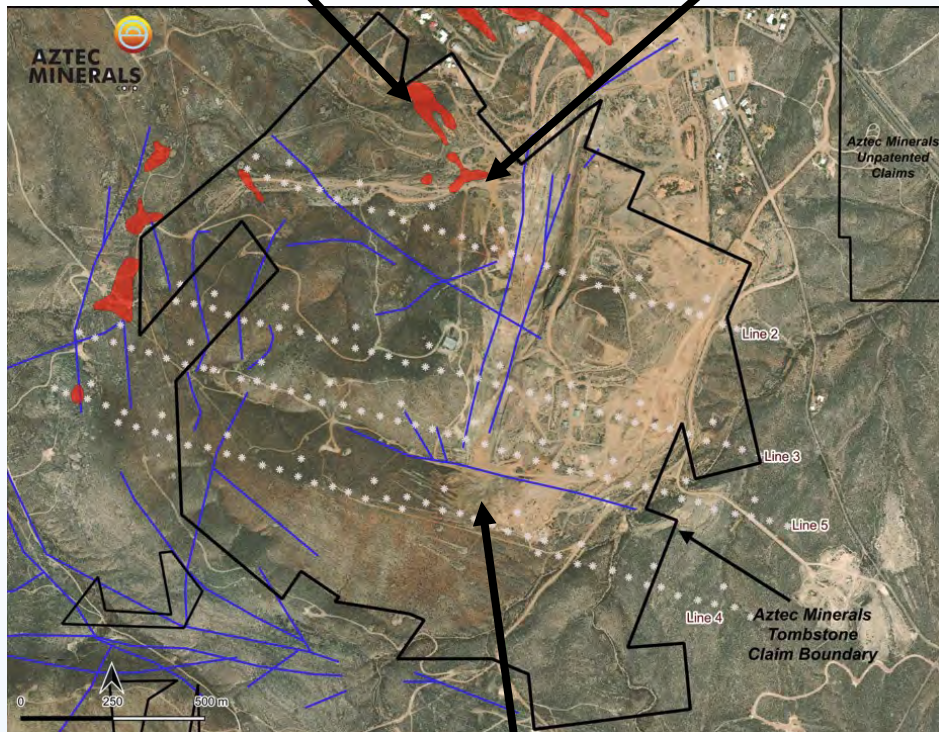 AZTEC
MINERALS
CORP
Aztec Minerals
Unpatented
Claims
Line 2
Line 3
Line 5
Line 4
Aztec Minerals
Tombstone
Claim Boundary
0
250
500 m